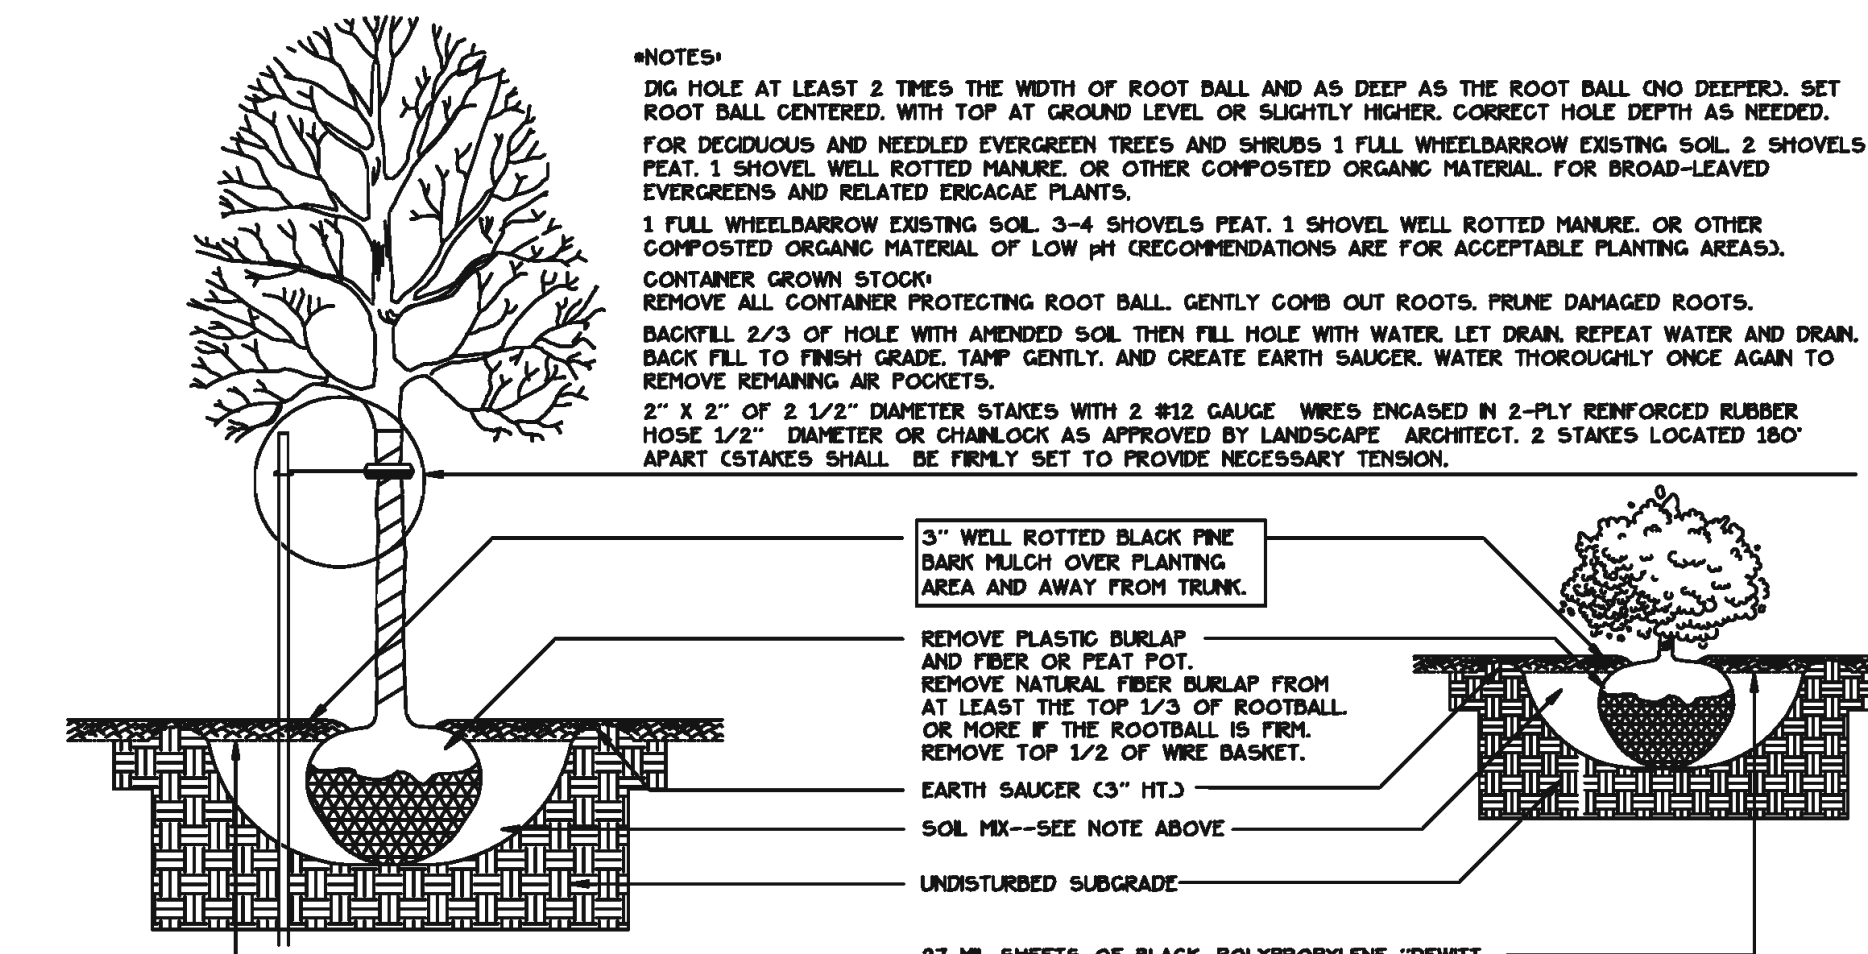 *NOTES:
DIG HOLE AT LEAST 2 TIMES THE WIDTH OF ROOT BALL AND AS DEEP AS THE ROOT BALL (NO DEEPER). SET
ROOT BALL CENTERED. WITH TOP AT GROUND LEVEL OR SLIGHTLY HIGHER. CORRECT HOLE DEPTH AS NEEDED.
FOR DECIDUOUS AND NEEDLED EVERGREEN TREES AND SHRUBS 1 FULL WHEELBARROW EXISTING SOIL. 2 SHOVELS
PEAT. 1 SHOVEL WELL ROTTED MANURE. OR OTHER COMPOSTED ORGANIC MATERIAL. FOR BROAD-LEAVED
EVERGREENS AND RELATED ERICACAE PLANTS.
1 FULL WHEELBARROW EXISTING SOIL. 3-4 SHOVELS PEAT. 1 SHOVEL WELL ROTTED MANURE. OR OTHER
COMPOSTED ORGANIC MATERIAL OF LOW pH (RECOMMENDATIONS ARE FOR ACCEPTABLE PLANTING AREAS).
CONTAINER GROWN STOCK:
REMOVE ALL CONTAINER PROTECTING ROOT BALL. GENTLY COMB OUT ROOTS. PRUNE DAMAGED ROOTS.
BACKFILL 2/3 OF HOLE WITH AMENDED SOIL THEN FILL HOLE WITH WATER. LET DRAIN. REPEAT WATER AND DRAIN.
BACK FILL TO FINISH GRADE. TAMP GENTLY. AND CREATE EARTH SAUCER. WATER THOROUGHLY ONCE AGAIN TO
REMOVE REMAINING AIR POCKETS.
2" X 2" OF 2 1/2" DIAMETER STAKES WITH 2 #12 GAUGE WIRES ENCASED IN 2-PLY REINFORCED RUBBER
HOSE 1/2" DIAMETER OR CHAINLOCK AS APPROVED BY LANDSCAPE ARCHITECT. 2 STAKES LOCATED 180°
APART (STAKES SHALL BE FIRMLY SET TO PROVIDE NECESSARY TENSION.
3" WELL ROTTED BLACK PINE
BARK MULCH OVER PLANTING
AREA AND AWAY FROM TRUNK.
REMOVE PLASTIC BURLAP
AND FIBER OR PEAT POT.
REMOVE NATURAL FIBER BURLAP FROM
AT LEAST THE TOP 1/3 OF ROOTBALL.
OR MORE IF THE ROOTBALL IS FIRM.
REMOVE TOP 1/2 OF WIRE BASKET.
EARTH SAUCER (3" HT.)
SOIL MIX--SEE NOTE ABOVE
UNDISTURBED SUBGRADE
MIL SHEETS OF BLACK POLYPROPYLENE "DEWITT